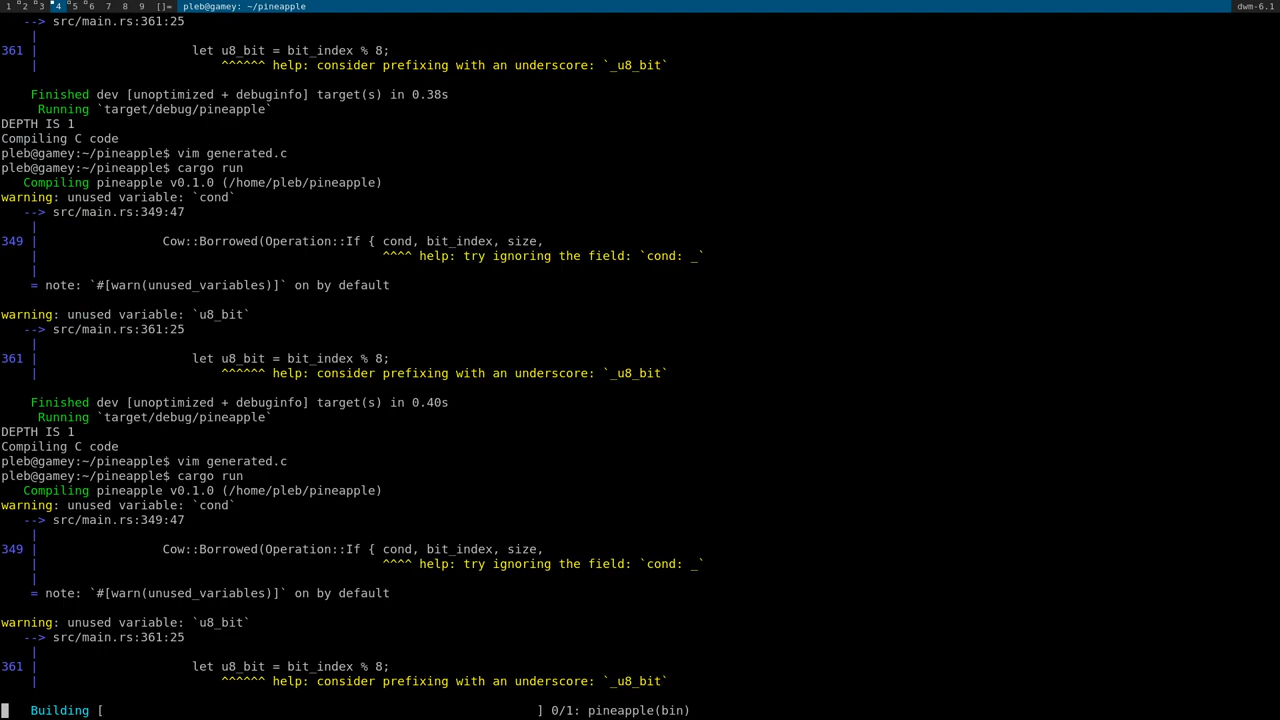 1 2 3 4 5 6 7 8 9 []= pleb@gamey: ~/pineapple dwm-6.1
--> src/main.rs:361:25
|
361 | let u8_bit = bit_index % 8;
| ^^^^^^ help: consider prefixing with an underscore: `_u8_bit`
Finished dev [unoptimized + debuginfo] target(s) in 0.38s
Running `target/debug/pineapple`
DEPTH IS 1
Compiling C code
pleb@gamey:~/pineapple$ vim generated.c
pleb@gamey:~/pineapple$ cargo run
Compiling pineapple v0.1.0 (/home/pleb/pineapple)
warning: unused variable: `cond`
--> src/main.rs:349:47
|
349 | Cow::Borrowed(Operation::If { cond, bit_index, size,
| ^^^^ help: try ignoring the field: `cond: _`
|
= note: `#[warn(unused_variables)]` on by default
warning: unused variable: `u8_bit`
--> src/main.rs:361:25
|
361 | let u8_bit = bit_index % 8;
| ^^^^^^ help: consider prefixing with an underscore: `_u8_bit`
Finished dev [unoptimized + debuginfo] target(s) in 0.40s
Running `target/debug/pineapple`
DEPTH IS 1
Compiling C code
pleb@gamey:~/pineapple$ vim generated.c
pleb@gamey:~/pineapple$ cargo run
Compiling pineapple v0.1.0 (/home/pleb/pineapple)
warning: unused variable: `cond`
--> src/main.rs:349:47
|
349 | Cow::Borrowed(Operation::If { cond, bit_index, size,
| ^^^^ help: try ignoring the field: `cond: _`
|
= note: `#[warn(unused_variables)]` on by default
warning: unused variable: `u8_bit`
--> src/main.rs:361:25
|
361 | let u8_bit = bit_index % 8;
| ^^^^^^ help: consider prefixing with an underscore: `_u8_bit`
Building [ ] 0/1: pineapple(bin)